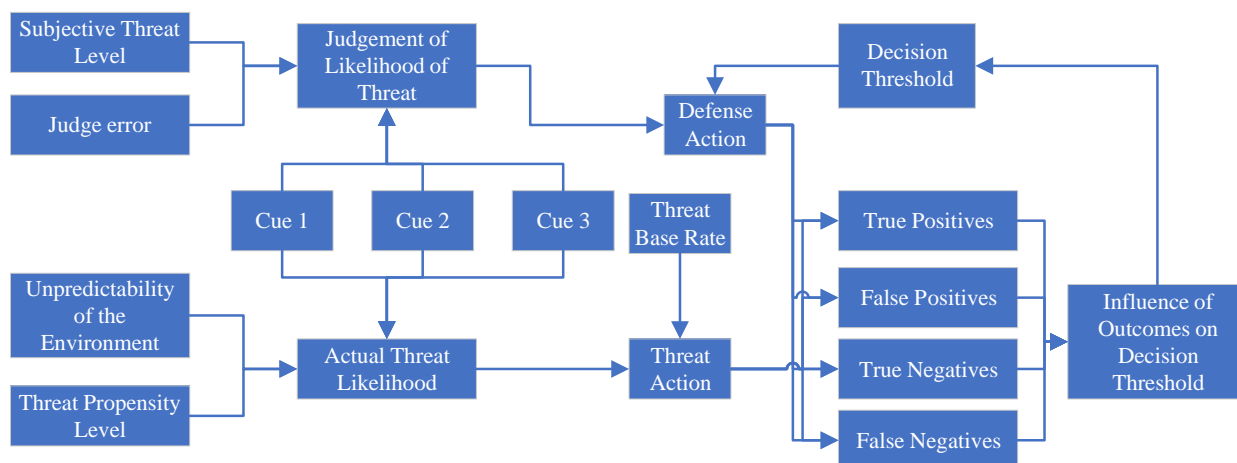 Subjective Threat
Level
Judge error
Judgement of
Likelihood of
Threat
Decision
Threshold
Defense
Action
Cue 1
Cue 2
Cue 3
Threat
Base Rate
Unpredictability
of the
Environment
Threat Propensity
Level
Actual Threat
Likelihood
Threat
Action
True Positives
False Positives
True Negatives
False Negatives
Influence of
Outcomes on
Decision
Threshold